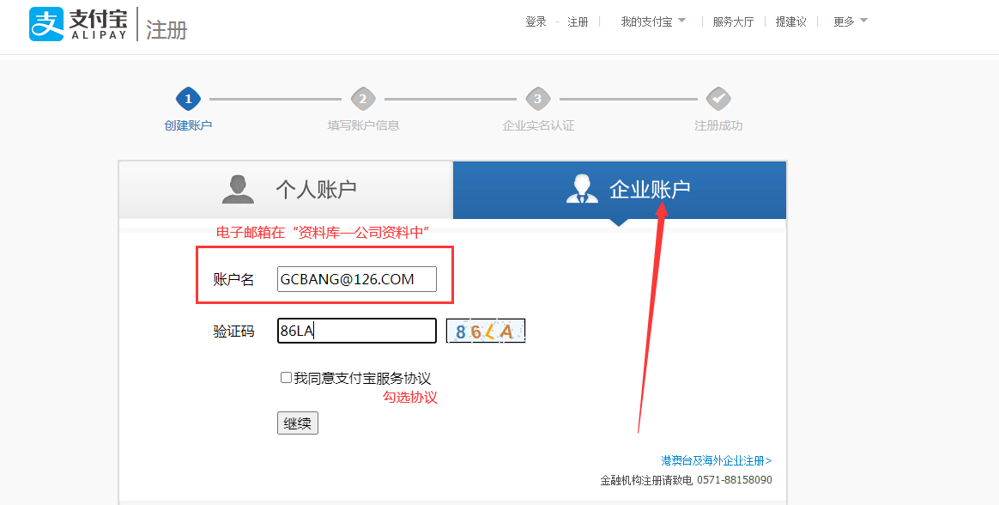 支付宝 ALIPAY 注册
登录 - 注册 | 我的支付宝 | 服务大厅 | 提建议 | 更多
1 2 3
创建账户 填写账户信息 企业实名认证 注册成功
个人账户 企业账户
电子邮箱在“资料库—公司资料中”
账户名 GCBANG@126.COM
验证码 86LA 86LA
我同意支付宝服务协议
勾选协议
继续
港澳台及海外企业注册>
金融机构注册请致电 0571-88158090